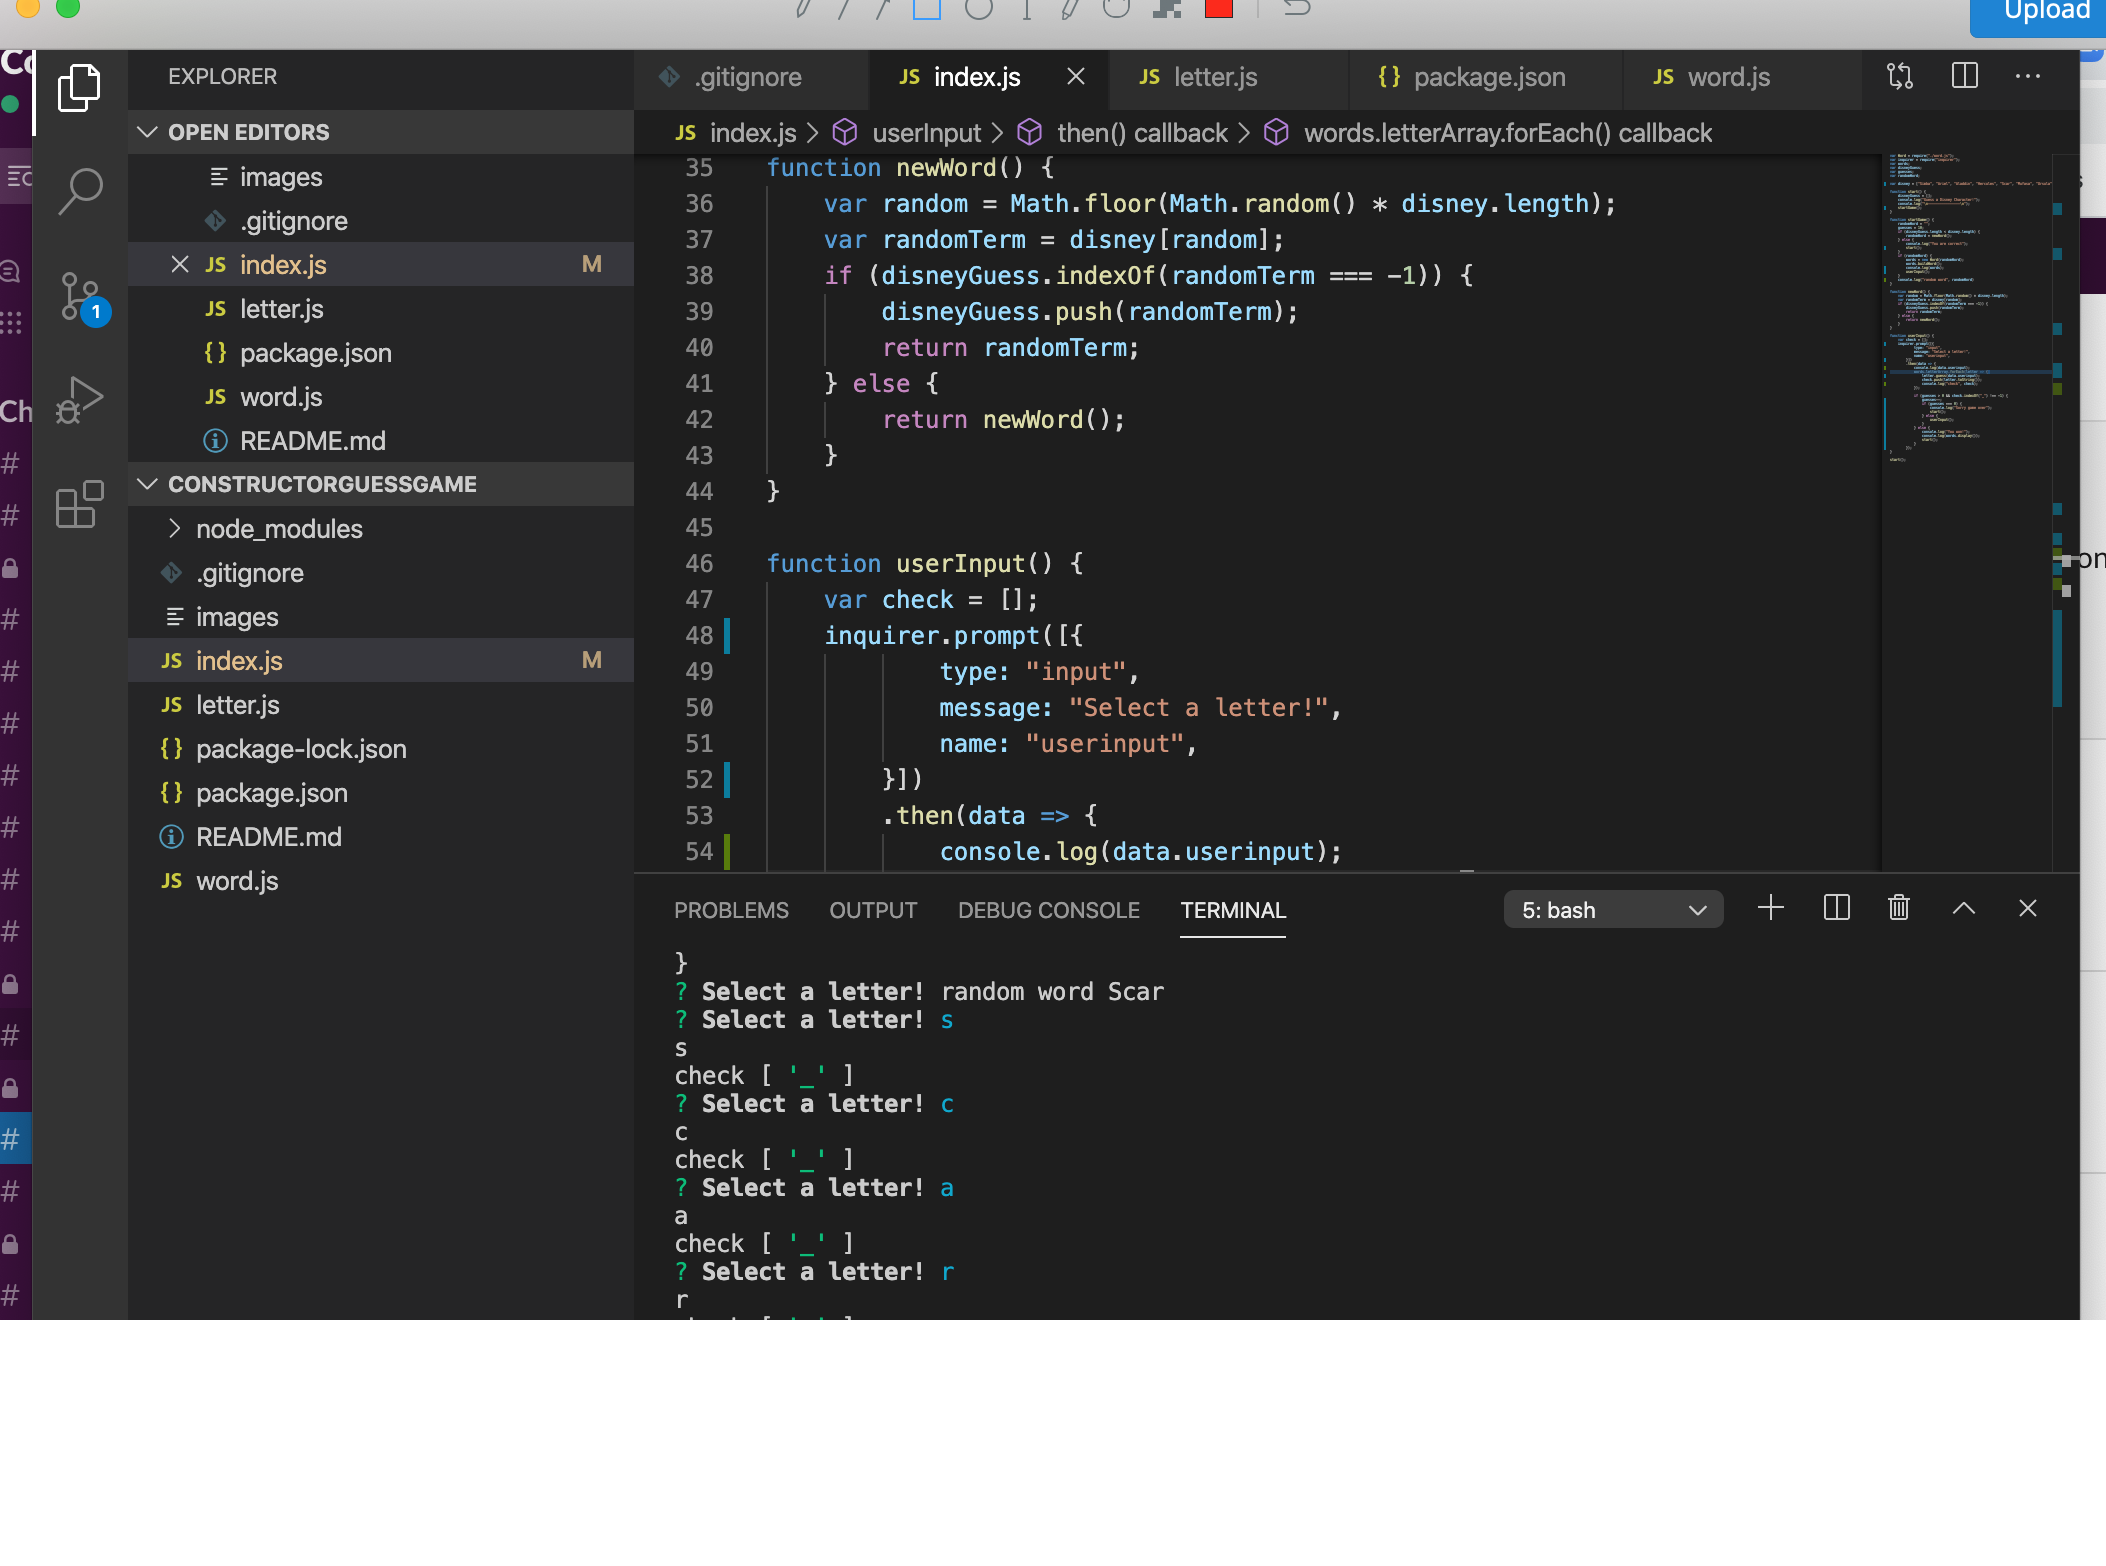 Upload
EXPLORER
OPEN EDITORS
images
.gitignore
JS index.js M
JS letter.js
{} package.json
JS word.js
README.md
CONSTRUCTORGUESSGAME
node_modules
.gitignore
images
JS index.js M
JS letter.js
{} package-lock.json
{} package.json
README.md
JS word.js
1
.gitignore
JS index.js
JS letter.js
{} package.json
JS word.js
JS index.js > userInput > then() callback > words.letterArray.forEach() callback
35 function newWord() {
36 var random = Math.floor(Math.random() * disney.length);
37 var randomTerm = disney[random];
38 if (disneyGuess.indexOf(randomTerm === -1)) {
39 disneyGuess.push(randomTerm);
40 return randomTerm;
41 } else {
42 return newWord();
43 }
44 }
45
46 function userInput() {
47 var check = [];
48 inquirer.prompt([{
49 type: "input",
50 message: "Select a letter!",
51 name: "userinput",
52 }])
53 .then(data => {
54 console.log(data.userinput);
PROBLEMS OUTPUT DEBUG CONSOLE TERMINAL 5: bash
}
? Select a letter! random word Scar
? Select a letter! s
s
check [ '_' ]
? Select a letter! c
c
check [ '_' ]
? Select a letter! a
a
check [ '_' ]
? Select a letter! r
r